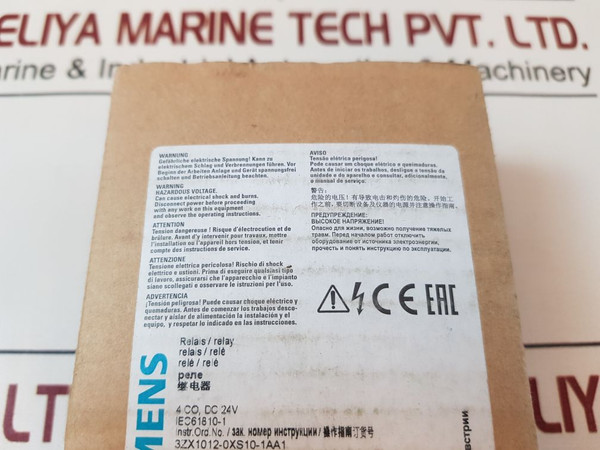 ELIYA MARINE TECH PVT. LTD.
arine & Industrial Automation & Machinery
WARNUNG
Gefährliche elektrische Spannung! Kann zu
elektrischem Schlag und Verbrennungen führen. Vor
Beginn der Arbeiten Anlage und Gerät spannungsfrei
schalten und Betriebsanleitung beachten.
WARNING
HAZARDOUS VOLTAGE.
Can cause electrical shock and burns.
Disconnect power before proceeding
with any work on this equipment and
observe the operating instructions.
ATTENTION
Tension dangereuse ! Risque d'électrocution et de
brûlure. Avant d'y intervenir pour travaux, mettre
l'installation ou l'appareil hors tension, et tenir
compte des instructions de service.
ATTENZIONE
Tensione elettrica pericolosa! Rischio di shock
elettrico e ustioni. Prima di eseguire qualsiasi tipo
di lavoro, assicurarsi che l'apparecchio e l'impianto
siano scollegati e osservare le istruzioni per l'uso.
ADVERTENCIA
¡Tensión peligrosa! Puede causar choque eléctrico y
quemaduras. Antes de comenzar los trabajos desco-
nectar y aislar de alimentación la instalación y el
equipo, y respetar lo indicado en las instrucciones.
AVISO
Tensão elétrica perigosa!
Pode causar em choque elétrico e queimaduras.
Antes de iniciar os trabalhos, desligue a tensão da
unidade e do aparelho e consultar, adicionalmente,
o manual de serviço.
警告:
危险的电压! 有导致电击和灼伤的危险。开始工
作之前, 要切断设备及仪器的电源并注意操作指南。
ПРЕДУПРЕЖДЕНИЕ:
ВЫСОКОЕ НАПРЯЖЕНИЕ!
Опасно для жизни, возможно получение тяжелых
травм. Перед началом работ отключить
оборудование от источника электроэнергии,
прочесть и понять инструкцию по эксплуатации.
CE EAC
MENS
Relais / relay
relais / relè
relé / relé
реле
继电器
4 CO, DC 24V
IEC61810-1
Instr.Ord.No. / зак. номер инструкции / 操作指南订货号
3ZX1012-0XS10-1AA1
встрии
ELIY